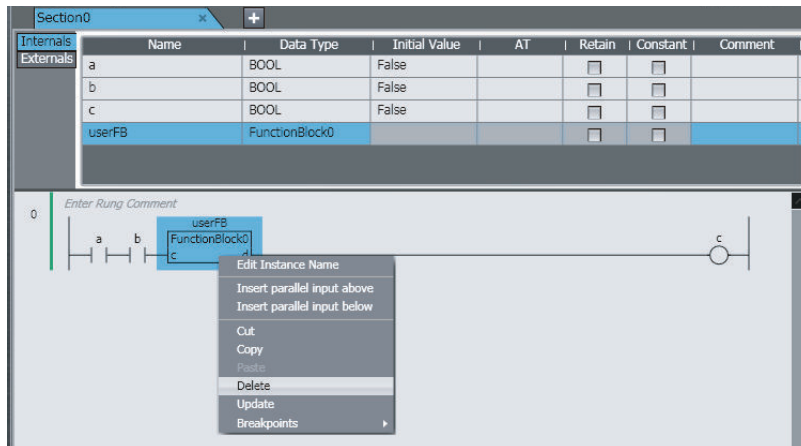 Section0 × +
Internals
Externals
Name Data Type Initial Value AT Retain Constant Comment
a BOOL False
b BOOL False
c BOOL False
userFB FunctionBlock0
0 Enter Rung Comment
userFB
a b FunctionBlock0 c
c d
Edit Instance Name
Insert parallel input above
Insert parallel input below
Cut
Copy
Paste
Delete
Update
Breakpoints